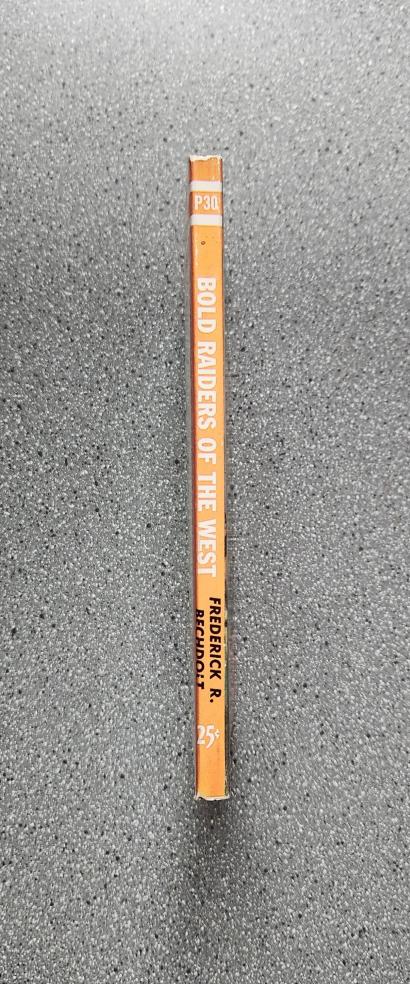 P30
BOLD RAIDERS OF THE WEST
FREDERICK R.
BECHDOLT
25¢